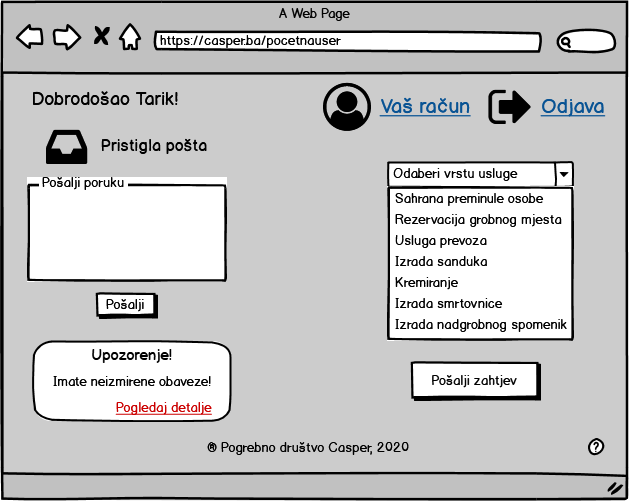 A Web Page
https://casper.ba/pocetnauser
Dobrodošao Tarik!
Vaš račun
Odjava
Pristigla pošta
Pošalji poruku
Pošalji
Upozorenje!
Imate neizmirene obaveze!
Pogledaj detalje
Odaberi vrstu usluge
Sahrana preminule osobe
Rezervacija grobnog mjesta
Usluga prevoza
Izrada sanduka
Kremiranje
Izrada smrtovnice
Izrada nadgrobnog spomenik
Pošalji zahtjev
® Pogrebno društvo Casper, 2020
?